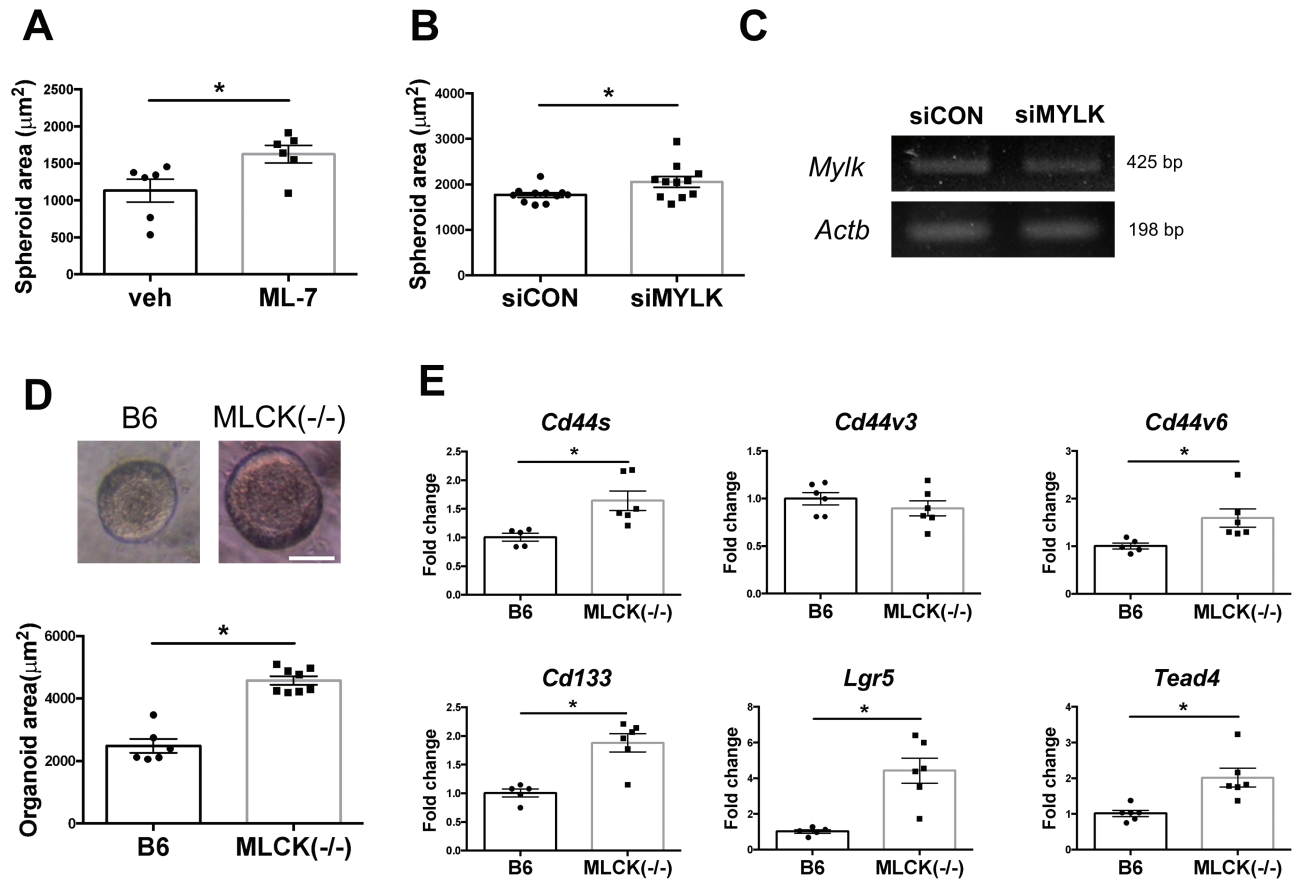 A
Spheroid area (μm²)
2500
2000
1500
1000
500
0
*
veh ML-7
B
Spheroid area (μm²)
4000
3000
2000
1000
0
*
siCON siMYLK
C
siCON siMYLK
Mylk 425 bp
Actb 198 bp
D
B6 MLCK(-/-)
Organoid area(μm²)
6000
4000
2000
0
*
B6 MLCK(-/-)
E
Cd44s
Fold change
2.5
2.0
1.5
1.0
0.5
0.0
*
B6 MLCK(-/-)
Cd44v3
Fold change
1.5
1.0
0.5
0.0
B6 MLCK(-/-)
Cd44v6
Fold change
3
2
1
0
*
B6 MLCK(-/-)
Cd133
Fold change
2.5
2.0
1.5
1.0
0.5
0.0
*
B6 MLCK(-/-)
Lgr5
Fold change
8
6
4
2
0
*
B6 MLCK(-/-)
Tead4
Fold change
4
3
2
1
0
*
B6 MLCK(-/-)